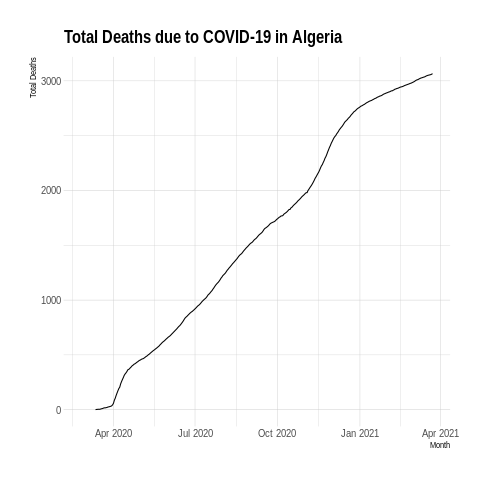 Total Deaths due to COVID-19 in Algeria
Total Deaths
3000
2000
1000
0
Apr 2020 Jul 2020 Oct 2020 Jan 2021 Apr 2021
Month